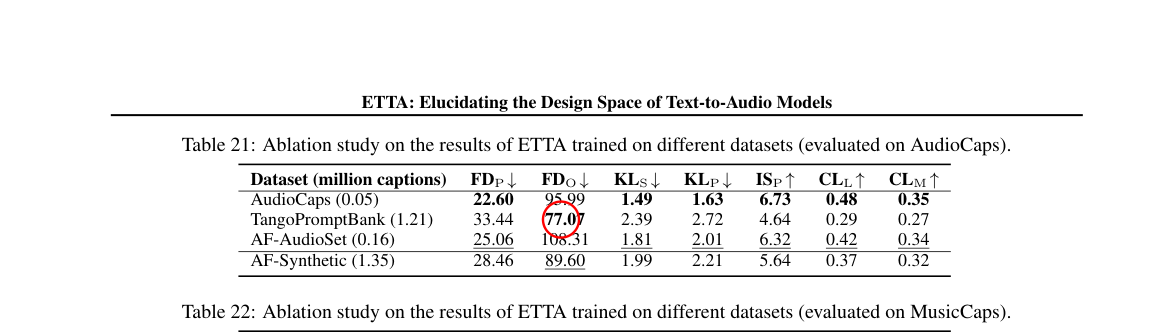 ETTA: Elucidating the Design Space of Text-to-Audio Models
Table 21: Ablation study on the results of ETTA trained on different datasets (evaluated on AudioCaps).
Dataset (million captions) FDP↓ FDO↓ KLS↓ KLP↓ ISP↑ CLL↑ CLM↑
AudioCaps (0.05) 22.60 95.99 1.49 1.63 6.73 0.48 0.35
TangoPromptBank (1.21) 33.44 77.07 2.39 2.72 4.64 0.29 0.27
AF-AudioSet (0.16) 25.06 108.31 1.81 2.01 6.32 0.42 0.34
AF-Synthetic (1.35) 28.46 89.60 1.99 2.21 5.64 0.37 0.32
Table 22: Ablation study on the results of ETTA trained on different datasets (evaluated on MusicCaps).